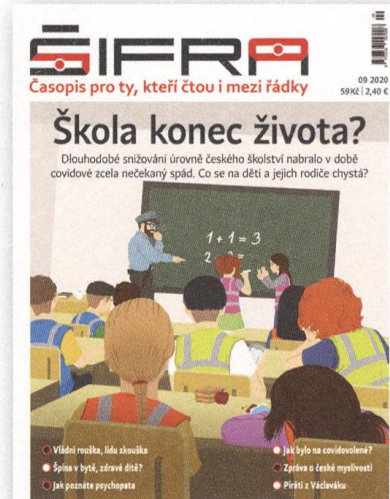 ŠIFRA
Časopis pro ty, kteří čtou i mezi řádky
09 2020
59 Kč | 2,40 €
Škola konec života?
Dlouhodobé snižování úrovně českého školství nabralo v době
covidové zcela nečekaný spád. Co se na děti a jejich rodiče chystá?
1 + 1 = 3
Vládní rouška, lidu zkouška
Špína v bytě, zdravé dítě?
Jak poznáte psychopata
Jak bylo na covidovolené?
Zpráva o české myslivosti
Piráti z Václaváku